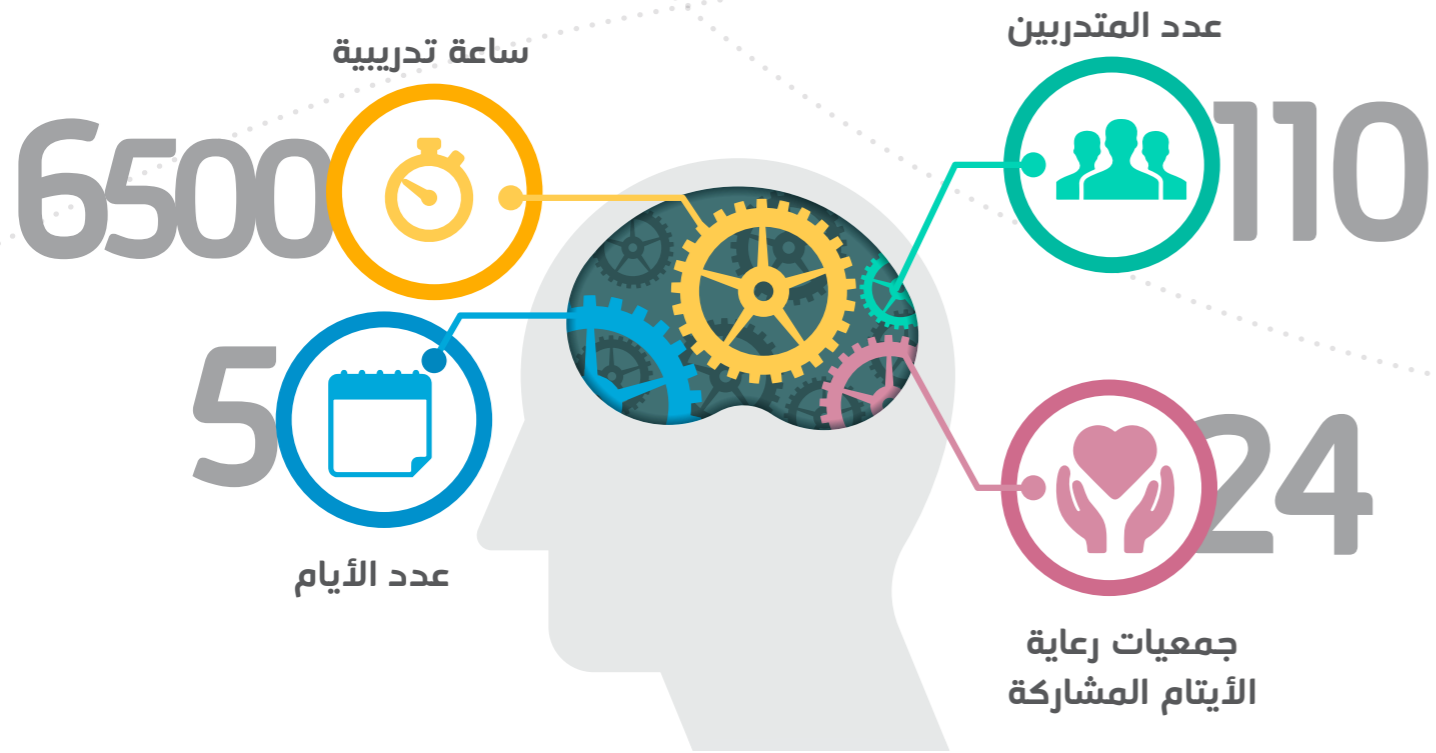 عدد المتدربين
110
ساعة تدريبية
6500
24
جمعيات رعاية
الأيتام المشاركة
5
عدد الأيام